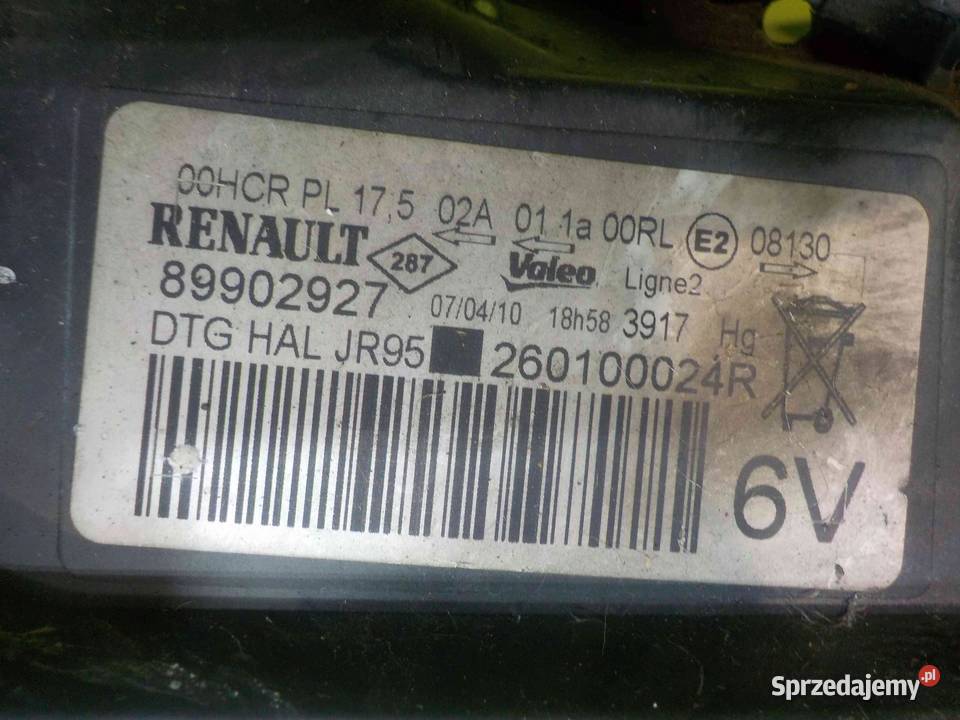 00HCR PL 17,5 02A 01 1a 00RL E2 08130
RENAULT 287 Valeo Ligne2
89902927 07/04/10 18h58 3917 Hg
DTG HAL JR95 260100024R
6V
Sprzedajemy.pl